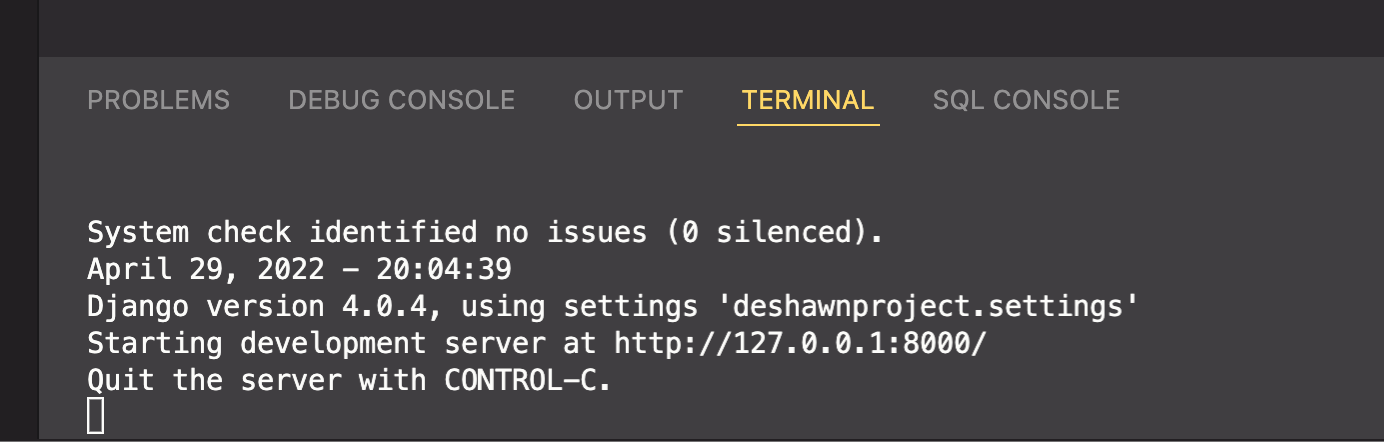 PROBLEMS DEBUG CONSOLE OUTPUT TERMINAL SQL CONSOLE
System check identified no issues (0 silenced).
April 29, 2022 - 20:04:39
Django version 4.0.4, using settings 'deshawnproject.settings'
Starting development server at http://127.0.0.1:8000/
Quit the server with CONTROL-C.